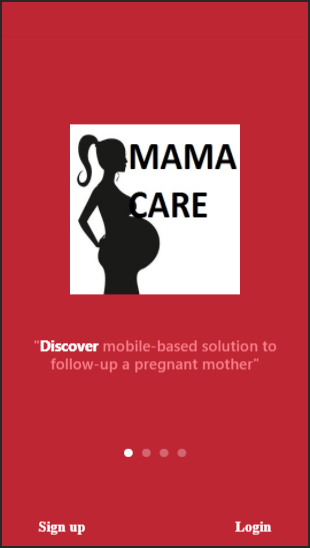 MAMA
CARE
"Discover mobile-based solution to
follow-up a pregnant mother"
Sign up Login